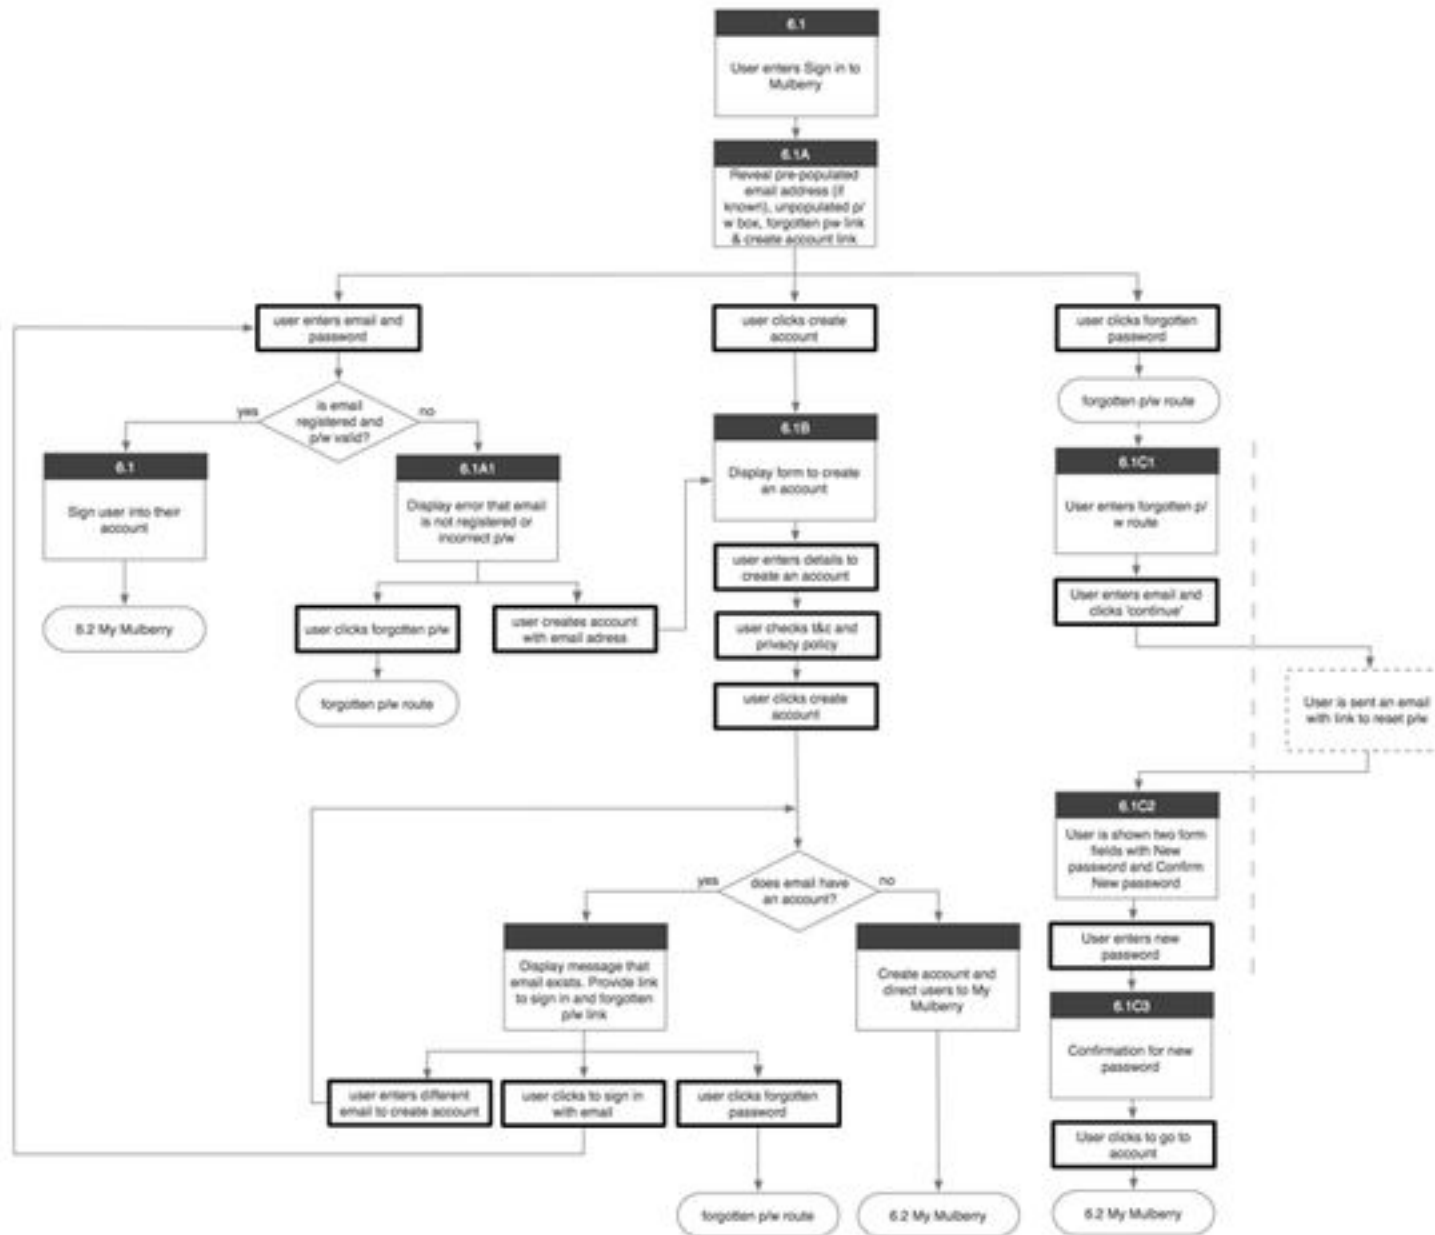 6.1
User enters Sign in to
Mulberry
6.1A
Reveal pre-populated
email address (if
known), unpopulated p/
w box, forgotten pw link
& create account link
user enters email and
password
user clicks create
account
user clicks forgotten
password
is email
registered and
p/w valid?
yes
no
forgotten p/w route
6.1
Sign user into their
account
6.1A1
Display error that email
is not registered or
incorrect p/w
6.1B
Display form to create
an account
6.1C1
User enters forgotten p/
w route
6.2 My Mulberry
user clicks forgotten p/w
user creates account
with email adress
forgotten p/w route
user enters details to
create an account
user checks t&c and
privacy policy
user clicks create
account
User enters email and
clicks 'continue'
User is sent an email
with link to reset p/w
does email have
an account?
yes
no
Display message that
email exists. Provide link
to sign in and forgotten
p/w link
Create account and
direct users to My
Mulberry
6.1C2
User is shown two form
fields with New
password and Confirm
New password
User enters new
password
6.1C3
Confirmation for new
password
user enters different
email to create account
user clicks to sign in
with email
user clicks forgotten
password
User clicks to go to
account
forgotten p/w route
6.2 My Mulberry
6.2 My Mulberry